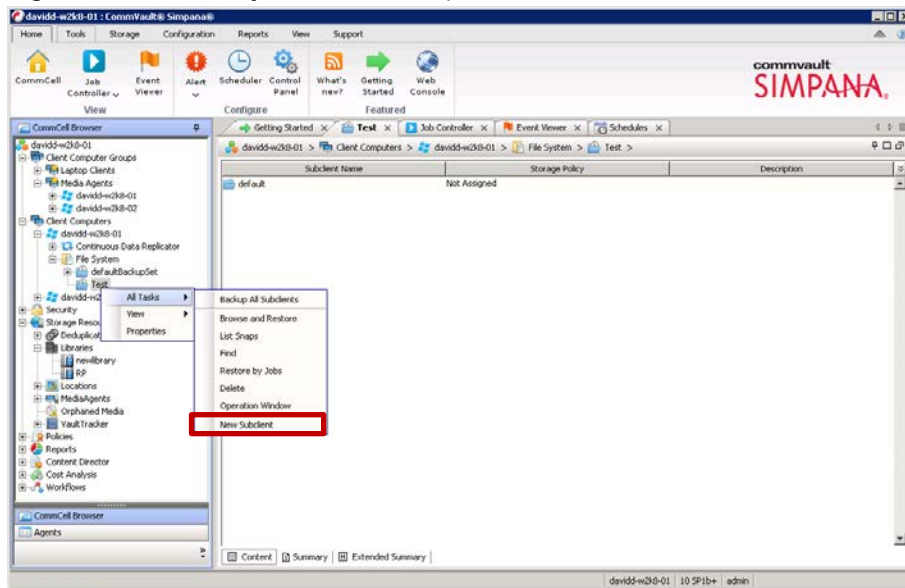 davidd-w2k8-01 : CommVault® Simpana®
Home Tools Storage Configuration Reports View Support
CommCell Job Controller Event Viewer Alert Scheduler Control Panel What's new? Getting Started Web Console
View Configure Featured
commvault
SIMPANA®
CommCell Browser
Getting Started Test Job Controller Event Viewer Schedules
davidd-w2k8-01 > Client Computers > davidd-w2k8-01 > File System > Test >
Subclient Name Storage Policy Description
default Not Assigned
davidd-w2k8-01
Client Computer Groups
Laptop Clients
Media Agents
davidd-w2k8-01
davidd-w2k8-02
Client Computers
davidd-w2k8-01
Continuous Data Replicator
File System
defaultBackupSet
Test
davidd-w2
Security
Storage Resou
Deduplicat
Libraries
newlibrary
RP
Locations
MediaAgents
Orphaned Media
VaultTracker
Policies
Reports
Content Director
Cost Analysis
Workflows
All Tasks
View
Properties
Backup All Subclients
Browse and Restore
List Snaps
Find
Restore by Jobs
Delete
Operation Window
New Subclient
CommCell Browser
Agents
Content Summary Extended Summary
davidd-w2k8-01 10 SP1b+ admin